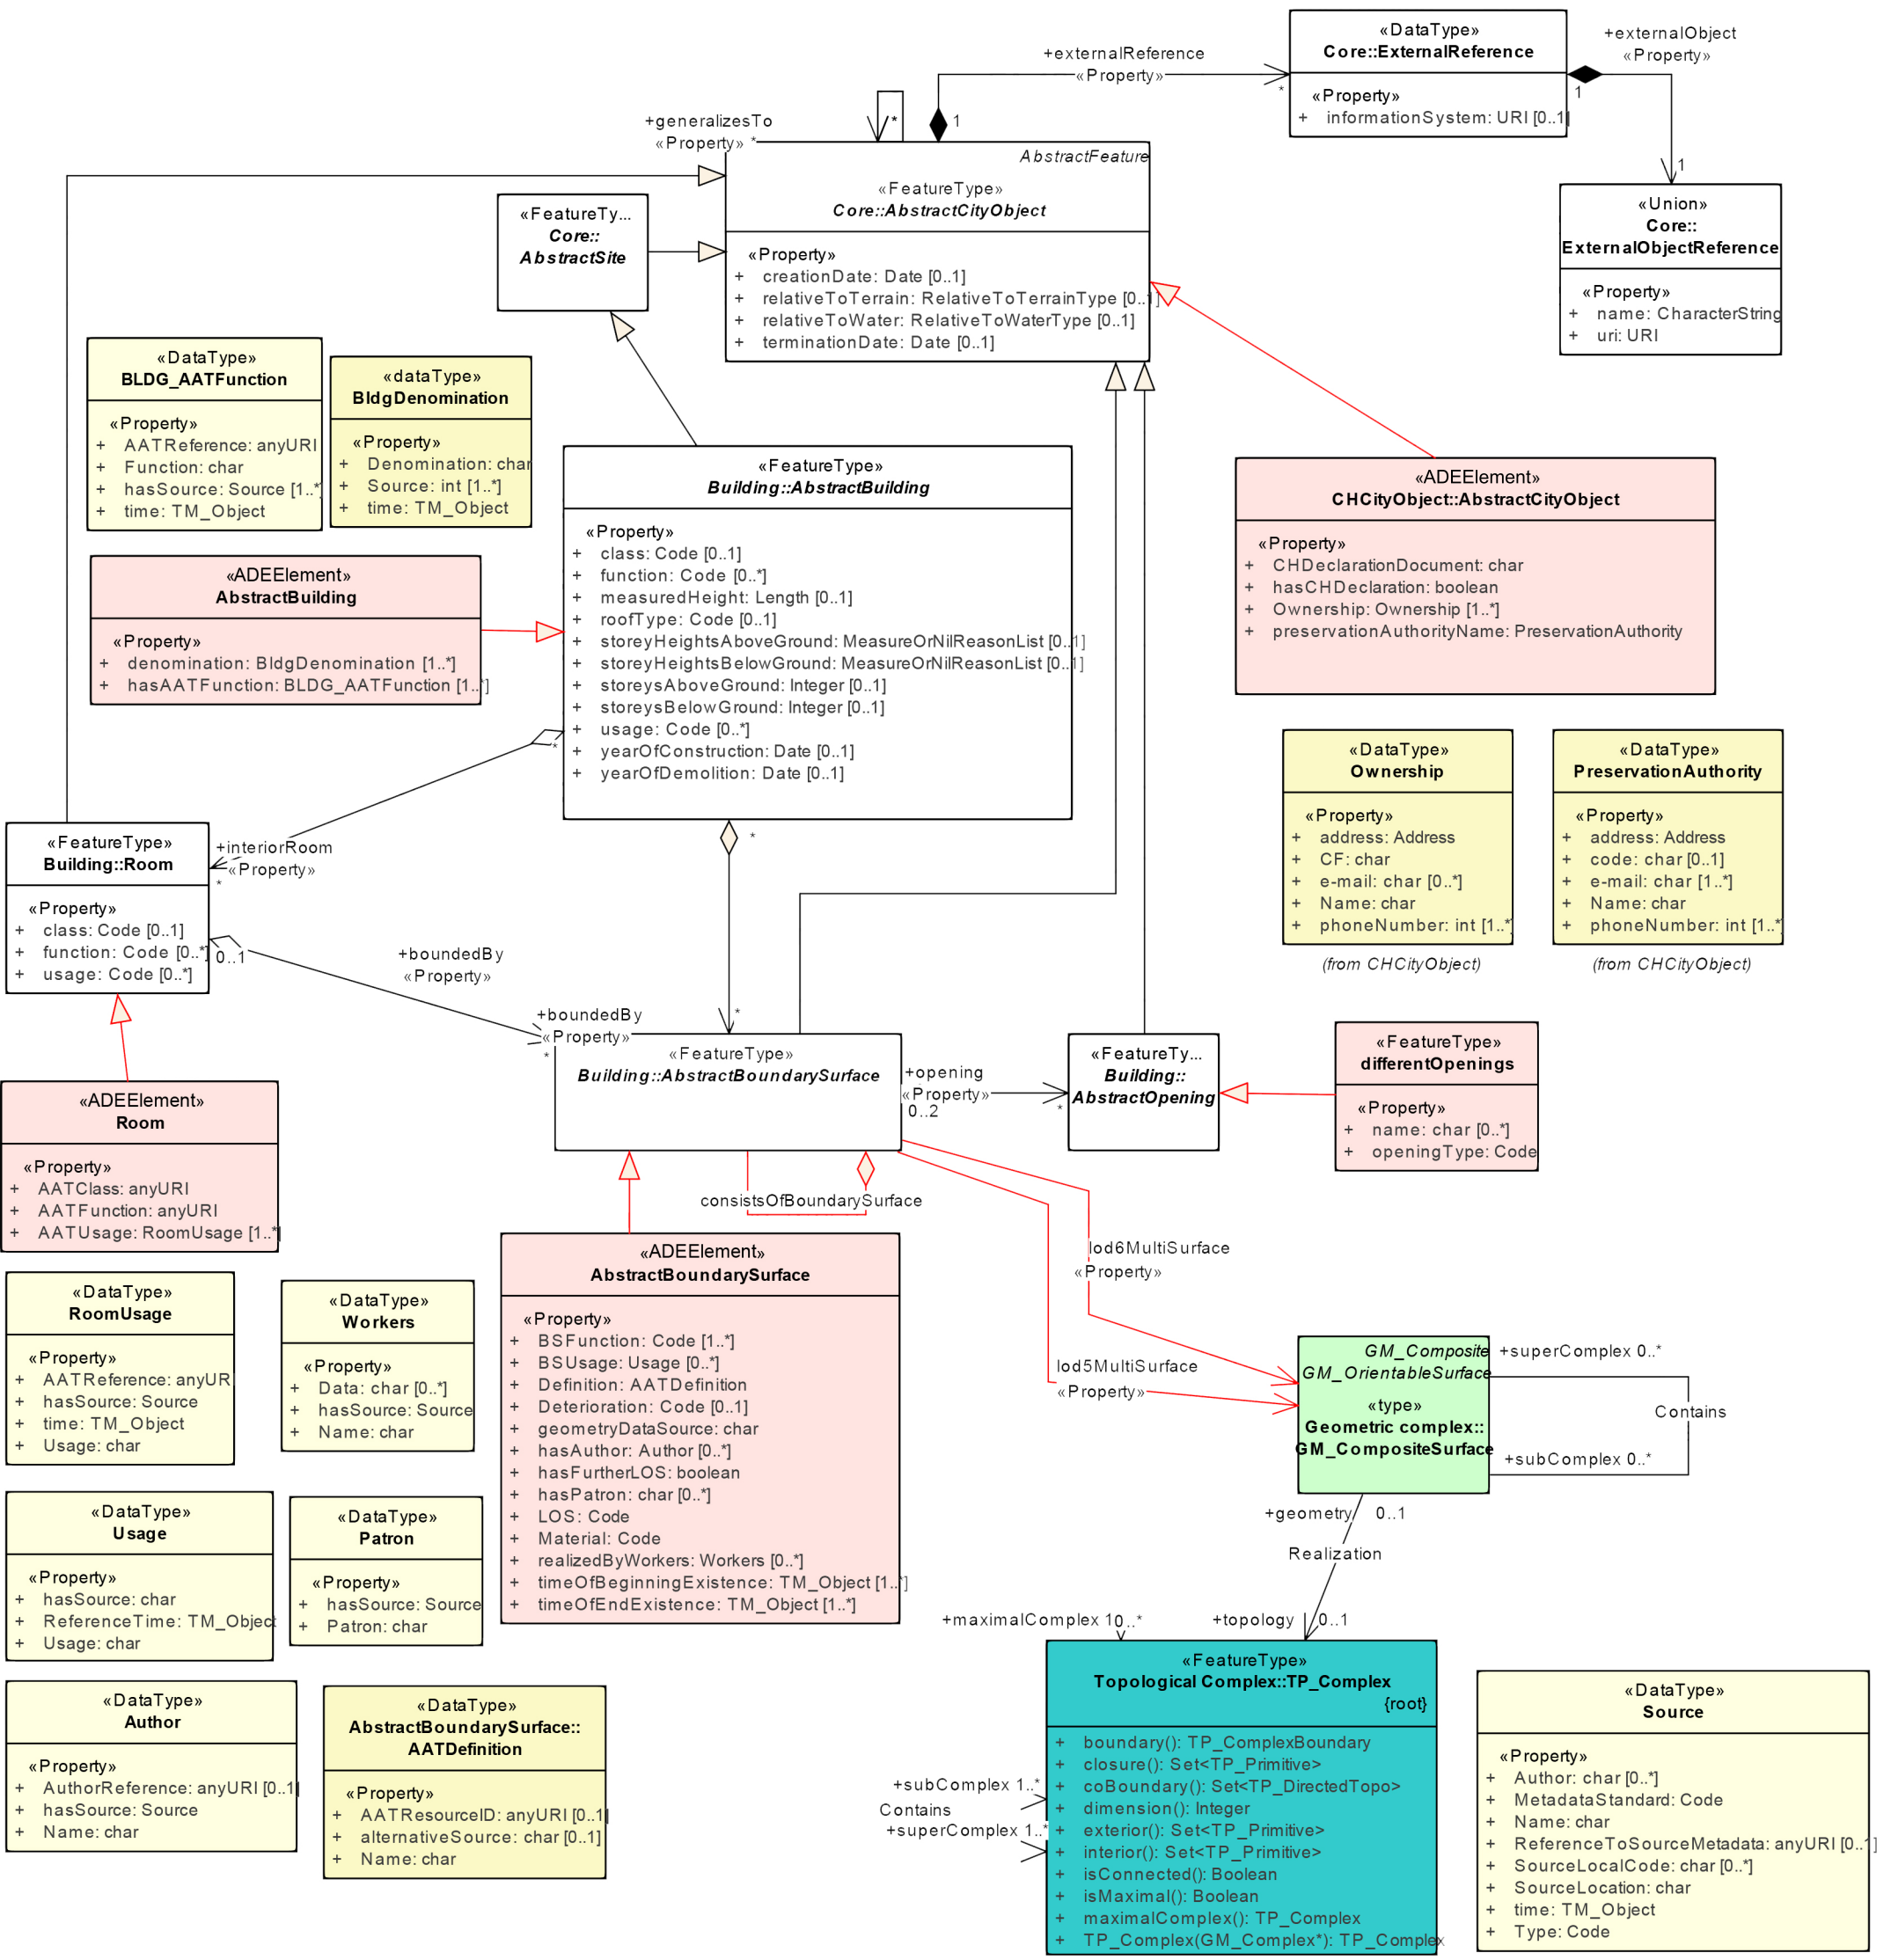 «DataType»
Core::ExternalReference
«Property»
+ informationSystem: URI [0..1]
+externalReference
«Property»
*
1
+externalObject
«Property»
1
1
«Union»
Core::
ExternalObjectReference
«Property»
+ name: CharacterString
+ uri: URI
+generalizesTo
«Property» *
*
AbstractFeature
«FeatureType»
Core::AbstractCityObject
«Property»
+ creationDate: Date [0..1]
+ relativeToTerrain: RelativeToTerrainType [0..1]
+ relativeToWater: RelativeToWaterType [0..1]
+ terminationDate: Date [0..1]
«FeatureTy...
Core::
AbstractSite
«DataType»
BLDG_AATFunction
«Property»
+ AATReference: anyURI
+ Function: char
+ hasSource: Source [1..*]
+ time: TM_Object
«dataType»
BldgDenomination
«Property»
+ Denomination: char
+ Source: int [1..*]
+ time: TM_Object
«FeatureType»
Building::AbstractBuilding
«Property»
+ class: Code [0..1]
+ function: Code [0..*]
+ measuredHeight: Length [0..1]
+ roofType: Code [0..1]
+ storeyHeightsAboveGround: MeasureOrNilReasonList [0..1]
+ storeyHeightsBelowGround: MeasureOrNilReasonList [0..1]
+ storeysAboveGround: Integer [0..1]
+ storeysBelowGround: Integer [0..1]
+ usage: Code [0..*]
+ yearOfConstruction: Date [0..1]
+ yearOfDemolition: Date [0..1]
«ADEElement»
CHCityObject::AbstractCityObject
«Property»
+ CHDeclarationDocument: char
+ hasCHDeclaration: boolean
+ Ownership: Ownership [1..*]
+ preservationAuthorityName: PreservationAuthority
«ADEElement»
AbstractBuilding
«Property»
+ denomination: BldgDenomination [1..*]
+ hasAATFunction: BLDG_AATFunction [1..*]
*
*
«DataType»
Ownership
«Property»
+ address: Address
+ CF: char
+ e-mail: char [0..*]
+ Name: char
+ phoneNumber: int [1..*]
(from CHCityObject)
«DataType»
PreservationAuthority
«Property»
+ address: Address
+ code: char [0..1]
+ e-mail: char [1..*]
+ Name: char
+ phoneNumber: int [1..*]
(from CHCityObject)
«FeatureType»
Building::Room
«Property»
+ class: Code [0..1]
+ function: Code [0..*]
+ usage: Code [0..*]
+interiorRoom
«Property»
*
0..1
+boundedBy
«Property»
+boundedBy
«Property»
*
*
«FeatureType»
Building::AbstractBoundarySurface
+opening
«Property»
0..2
*
«FeatureTy...
Building::
AbstractOpening
«FeatureType»
differentOpenings
«Property»
+ name: char [0..*]
+ openingType: Code
«ADEElement»
Room
«Property»
+ AATClass: anyURI
+ AATFunction: anyURI
+ AATUsage: RoomUsage [1..*]
consistsOfBoundarySurface
«ADEElement»
AbstractBoundarySurface
«Property»
+ BSFunction: Code [1..*]
+ BSUsage: Usage [0..*]
+ Definition: AATDefinition
+ Deterioration: Code [0..1]
+ geometryDataSource: char
+ hasAuthor: Author [0..*]
+ hasFurtherLOS: boolean
+ hasPatron: char [0..*]
+ LOS: Code
+ Material: Code
+ realizedByWorkers: Workers [0..*]
+ timeOfBeginningExistence: TM_Object [1..*]
+ timeOfEndExistence: TM_Object [1..*]
lod6MultiSurface
«Property»
lod5MultiSurface
«Property»
GM_Composite
GM_OrientableSurface
«type»
Geometric complex::
GM_CompositeSurface
+superComplex 0..*
Contains
+subComplex 0..*
+geometry 0..1
Realization
+topology 0..1
+maximalComplex 10..*
«DataType»
RoomUsage
«Property»
+ AATReference: anyUR
+ hasSource: Source
+ time: TM_Object
+ Usage: char
«DataType»
Workers
«Property»
+ Data: char [0..*]
+ hasSource: Source
+ Name: char
«DataType»
Usage
«Property»
+ hasSource: char
+ ReferenceTime: TM_Object
+ Usage: char
«DataType»
Patron
«Property»
+ hasSource: Source
+ Patron: char
«DataType»
Author
«Property»
+ AuthorReference: anyURI [0..1]
+ hasSource: Source
+ Name: char
«DataType»
AbstractBoundarySurface::
AATDefinition
«Property»
+ AATResourceID: anyURI [0..1]
+ alternativeSource: char [0..1]
+ Name: char
+subComplex 1..*
Contains
+superComplex 1..*
«FeatureType»
Topological Complex::TP_Complex
{root}
+ boundary(): TP_ComplexBoundary
+ closure(): Set<TP_Primitive>
+ coBoundary(): Set<TP_DirectedTopo>
+ dimension(): Integer
+ exterior(): Set<TP_Primitive>
+ interior(): Set<TP_Primitive>
+ isConnected(): Boolean
+ isMaximal(): Boolean
+ maximalComplex(): TP_Complex
+ TP_Complex(GM_Complex*): TP_Complex
«DataType»
Source
«Property»
+ Author: char [0..*]
+ MetadataStandard: Code
+ Name: char
+ ReferenceToSourceMetadata: anyURI [0..1]
+ SourceLocalCode: char [0..*]
+ SourceLocation: char
+ time: TM_Object
+ Type: Code